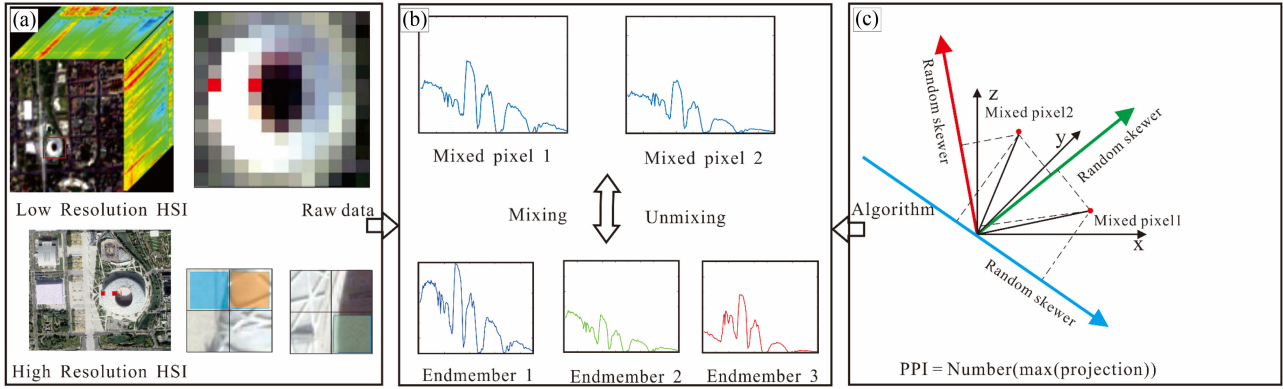 (a)
Low Resolution HSI
Raw data
High Resolution HSI
(b)
Mixed pixel 1
Mixed pixel 2
Mixing
Unmixing
Endmember 1
Endmember 2
Endmember 3
(c)
Random skewer
z
Mixed pixel2
y
Random skewer
Algorithm
Mixed pixel1
x
Random skewer
PPI = Number(max(projection))